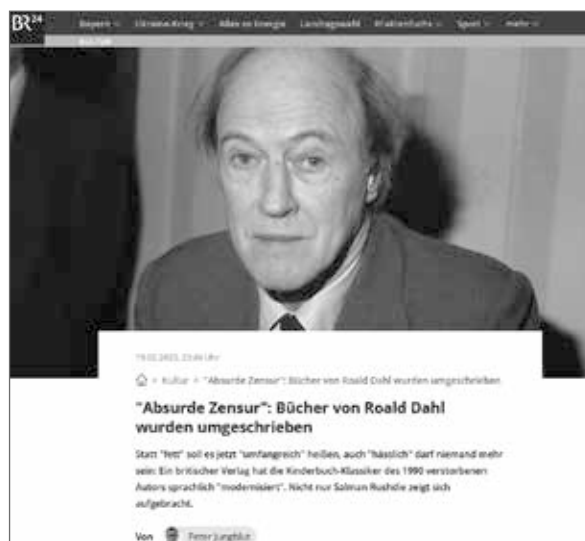 BR24
Bayern Ukraine-Krieg Alles zu Energie Landtagswahl #Faktenfuchs Sport mehr
KULTUR
19.02.2023, 23:46 Uhr
> Kultur > "Absurde Zensur": Bücher von Roald Dahl wurden umgeschrieben
"Absurde Zensur": Bücher von Roald Dahl
wurden umgeschrieben
Statt "fett" soll es jetzt "umfangreich" heißen, auch "hässlich" darf niemand mehr
sein: Ein britischer Verlag hat die Kinderbuch-Klassiker des 1990 verstorbenen
Autors sprachlich "modernisiert". Nicht nur Salman Rushdie zeigt sich
aufgebracht.
Von Peter Jungblut